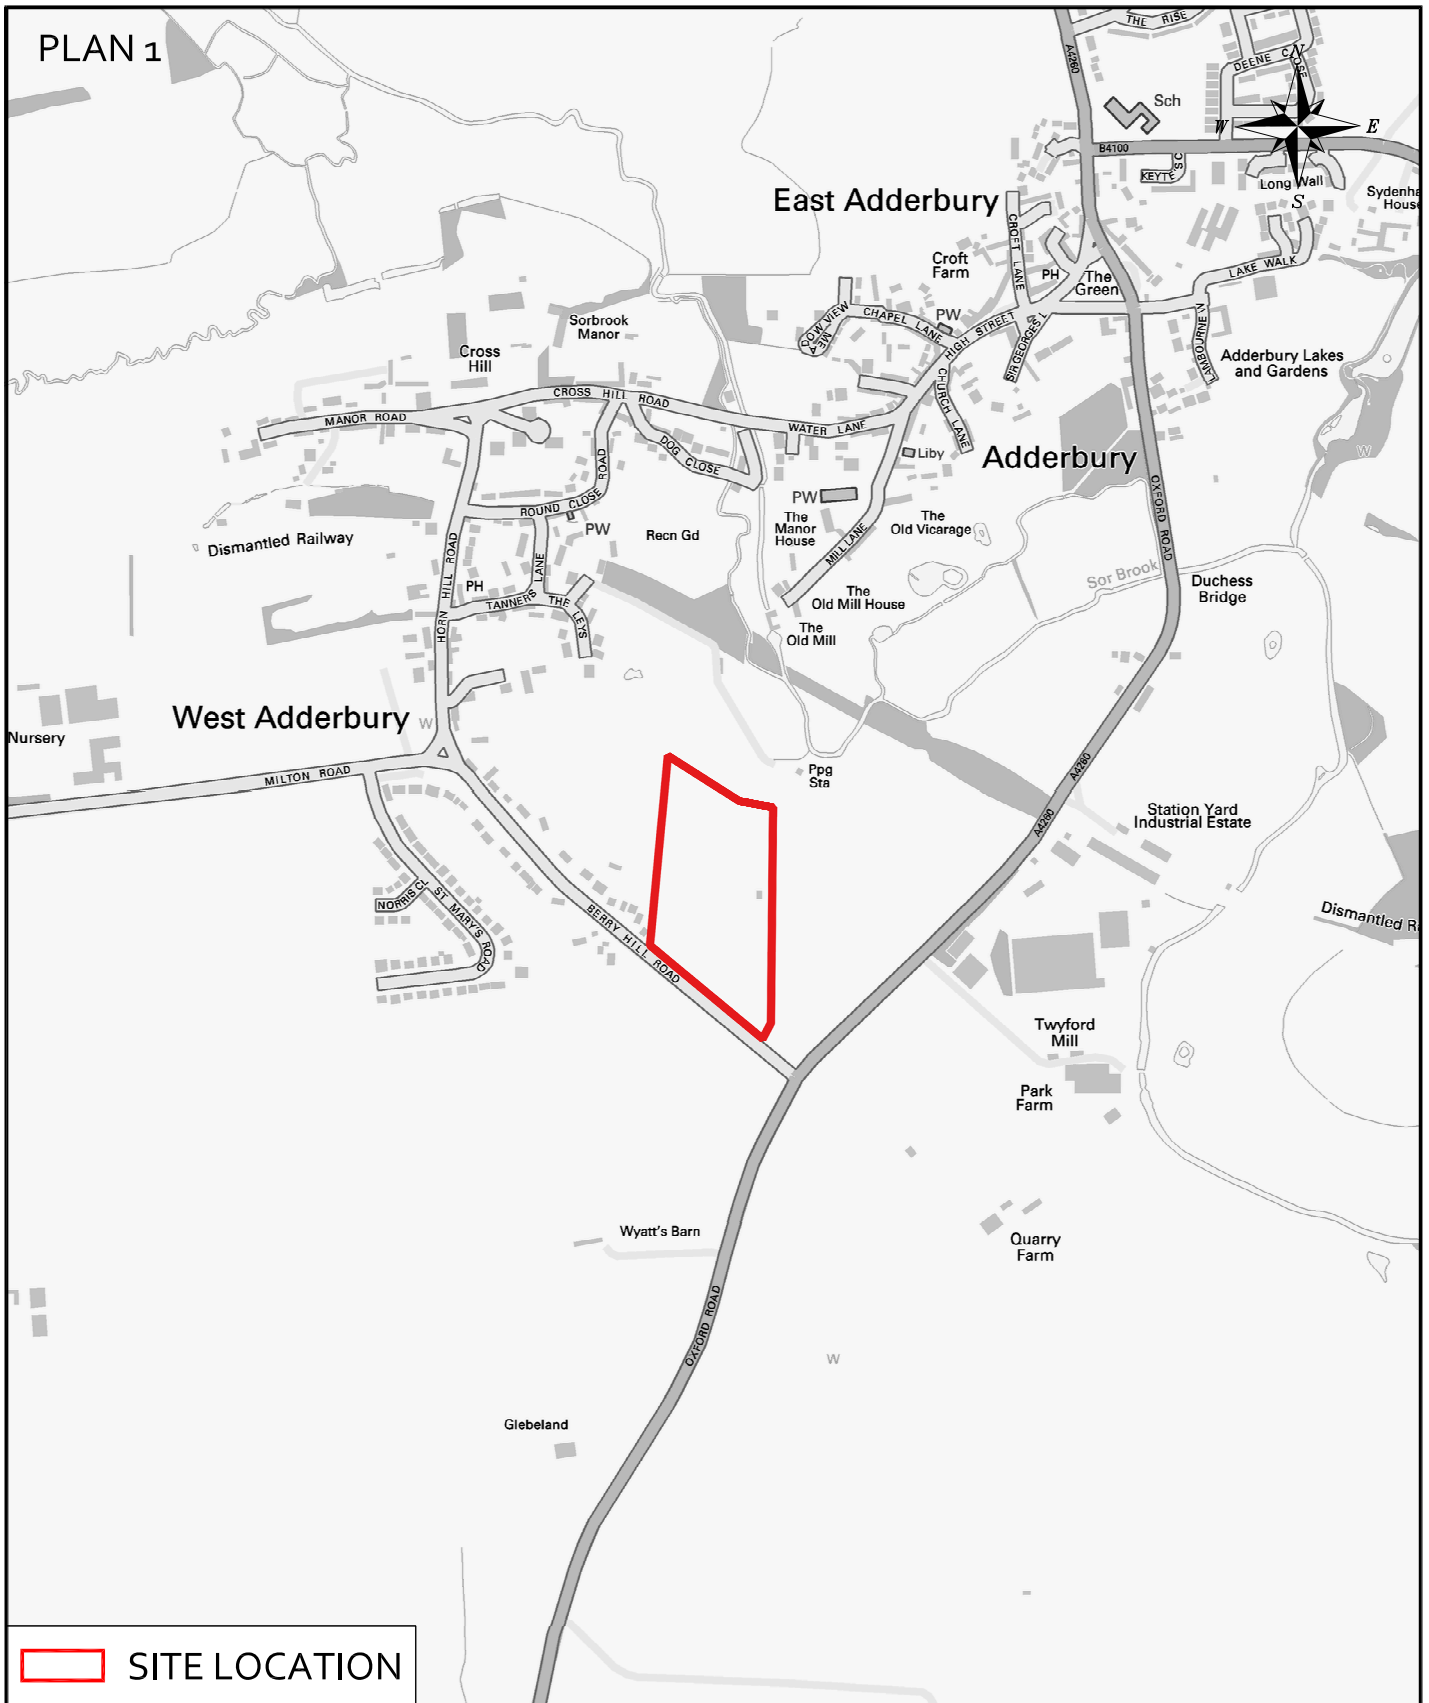 PLAN 1
THE RISE
A4260
DEENE CLOSE
N
Sch
W
E
B4100
KEYTE
Long Wall
S
Sydenha
House
East Adderbury
CROFT LANE
Croft
Farm
PH
The
Green
LAKE WALK
MEADOW VIEW
CHAPEL LANE
PW
HIGH STREET
SIR GEORGES L
Sorbrook
Manor
Cross
Hill
Adderbury Lakes
and Gardens
CROSS HILL ROAD
CHURCH LANE
MANOR ROAD
WATER LANE
DOG CLOSE
Liby
Adderbury
W
ROUND CLOSE ROAD
PW
PW
The
Manor
House
The
Old Vicarage
OXFORD ROAD
Recn Gd
Dismantled Railway
HORN HILL ROAD
MILL LANE
Sor Brook
PH
TANNERS LANE
THE LEYS
The
Old Mill House
Duchess
Bridge
The
Old Mill
West Adderbury
W
Nursery
MILTON ROAD
Ppg
Sta
A4260
A4260
Station Yard
Industrial Estate
NORRIS CL
ST MARY'S ROAD
BERRY HILL ROAD
Dismantled R
Twyford
Mill
Park
Farm
Wyatt's Barn
Quarry
Farm
OXFORD ROAD
W
Glebeland
SITE LOCATION